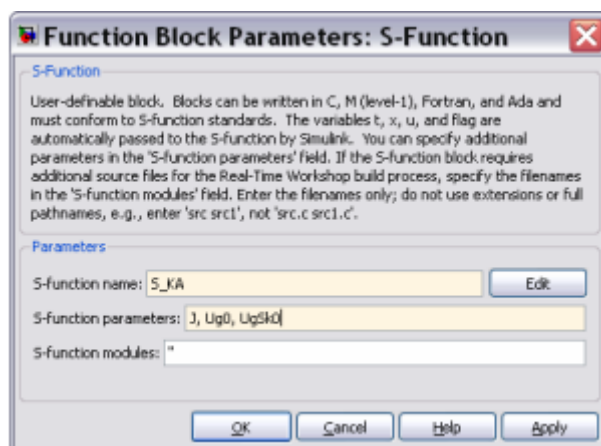 Function Block Parameters: S-Function
S-Function
User-definable block. Blocks can be written in C, M (level-1), Fortran, and Ada and
must conform to S-function standards. The variables t, x, u, and flag are
automatically passed to the S-function by Simulink. You can specify additional
parameters in the 'S-function parameters' field. If the S-function block requires
additional source files for the Real-Time Workshop build process, specify the filenames
in the 'S-function modules' field. Enter the filenames only; do not use extensions or full
pathnames, e.g., enter 'src src1', not 'src.c src1.c'.
Parameters
S-function name: S_KA Edit
S-function parameters: J, Ug0, UgSk0
S-function modules: ''
OK Cancel Help Apply